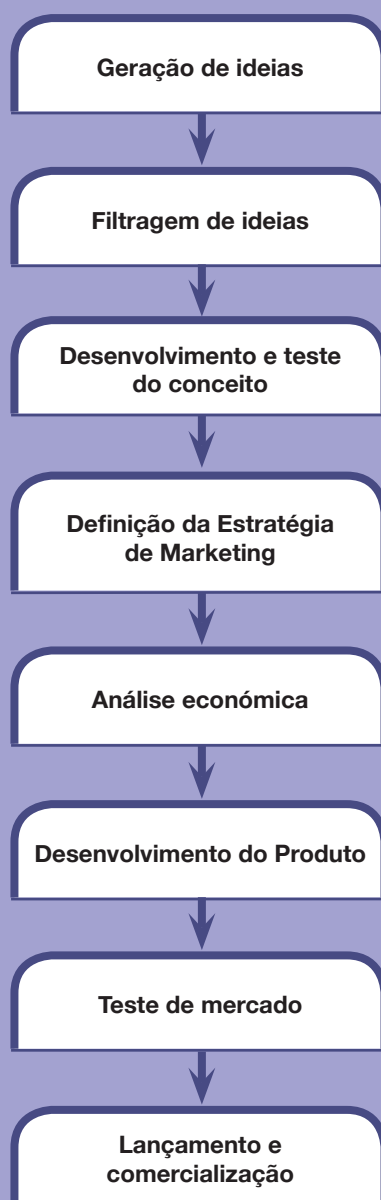 Geração de ideias
Filtragem de ideias
Desenvolvimento e teste
do conceito
Definição da Estratégia
de Marketing
Análise económica
Desenvolvimento do Produto
Teste de mercado
Lançamento e
comercialização